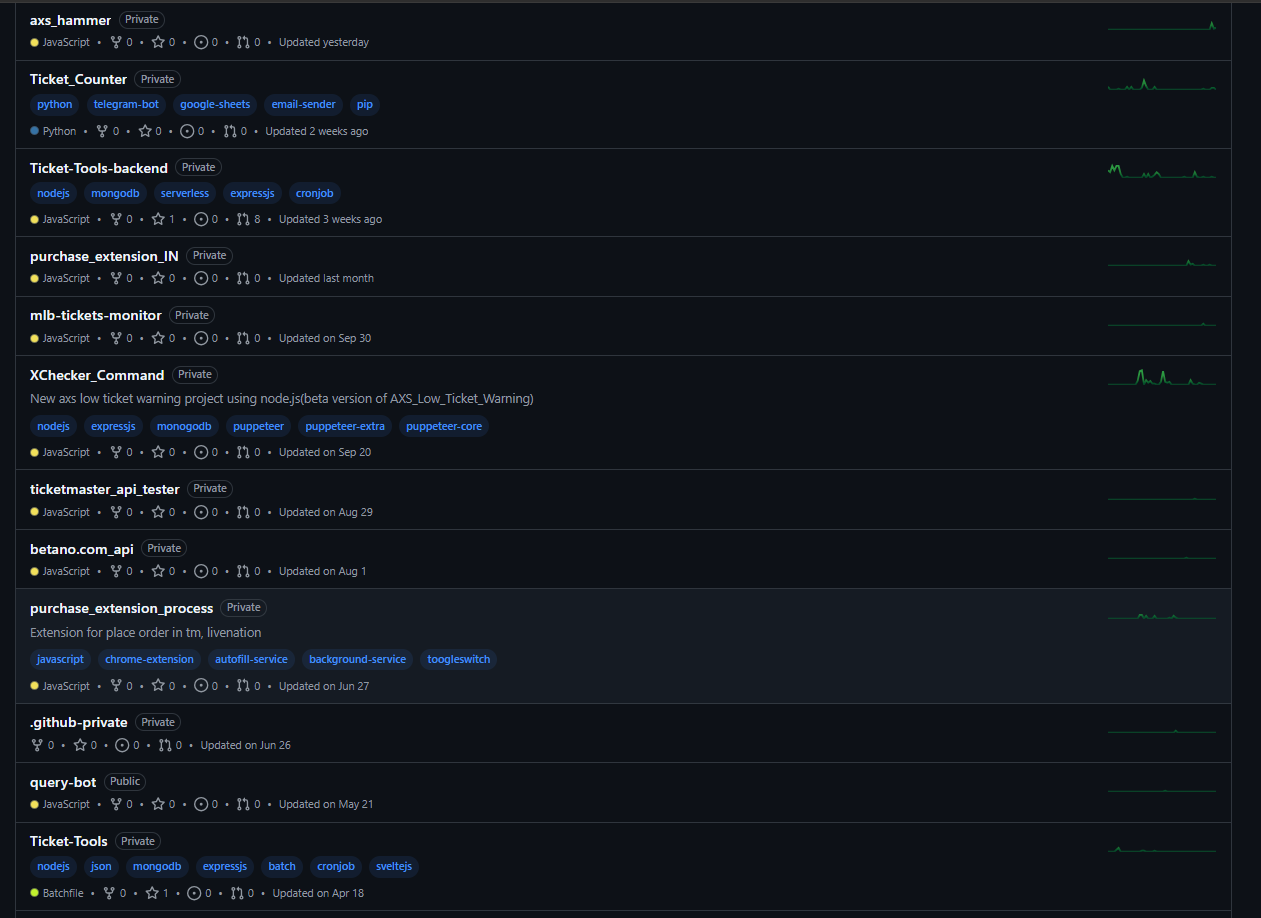 axs_hammer Private
JavaScript • 0 • 0 • 0 • 0 • Updated yesterday
Ticket_Counter Private
python telegram-bot google-sheets email-sender pip
Python • 0 • 0 • 0 • 0 • Updated 2 weeks ago
Ticket-Tools-backend Private
nodejs mongodb serverless expressjs cronjob
JavaScript • 0 • 1 • 0 • 8 • Updated 3 weeks ago
purchase_extension_IN Private
JavaScript • 0 • 0 • 0 • 0 • Updated last month
mlb-tickets-monitor Private
JavaScript • 0 • 0 • 0 • 0 • Updated on Sep 30
XChecker_Command Private
New axs low ticket warning project using node.js(beta version of AXS_Low_Ticket_Warning)
nodejs expressjs monogodb puppeteer puppeteer-extra puppeteer-core
JavaScript • 0 • 0 • 0 • 0 • Updated on Sep 20
ticketmaster_api_tester Private
JavaScript • 0 • 0 • 0 • 0 • Updated on Aug 29
betano.com_api Private
JavaScript • 0 • 0 • 0 • 0 • Updated on Aug 1
purchase_extension_process Private
Extension for place order in tm, livenation
javascript chrome-extension autofill-service background-service toogleswitch
JavaScript • 0 • 0 • 0 • 0 • Updated on Jun 27
.github-private Private
0 • 0 • 0 • 0 • Updated on Jun 26
query-bot Public
JavaScript • 0 • 0 • 0 • 0 • Updated on May 21
Ticket-Tools Private
nodejs json mongodb expressjs batch cronjob sveltejs
Batchfile • 0 • 1 • 0 • 0 • Updated on Apr 18